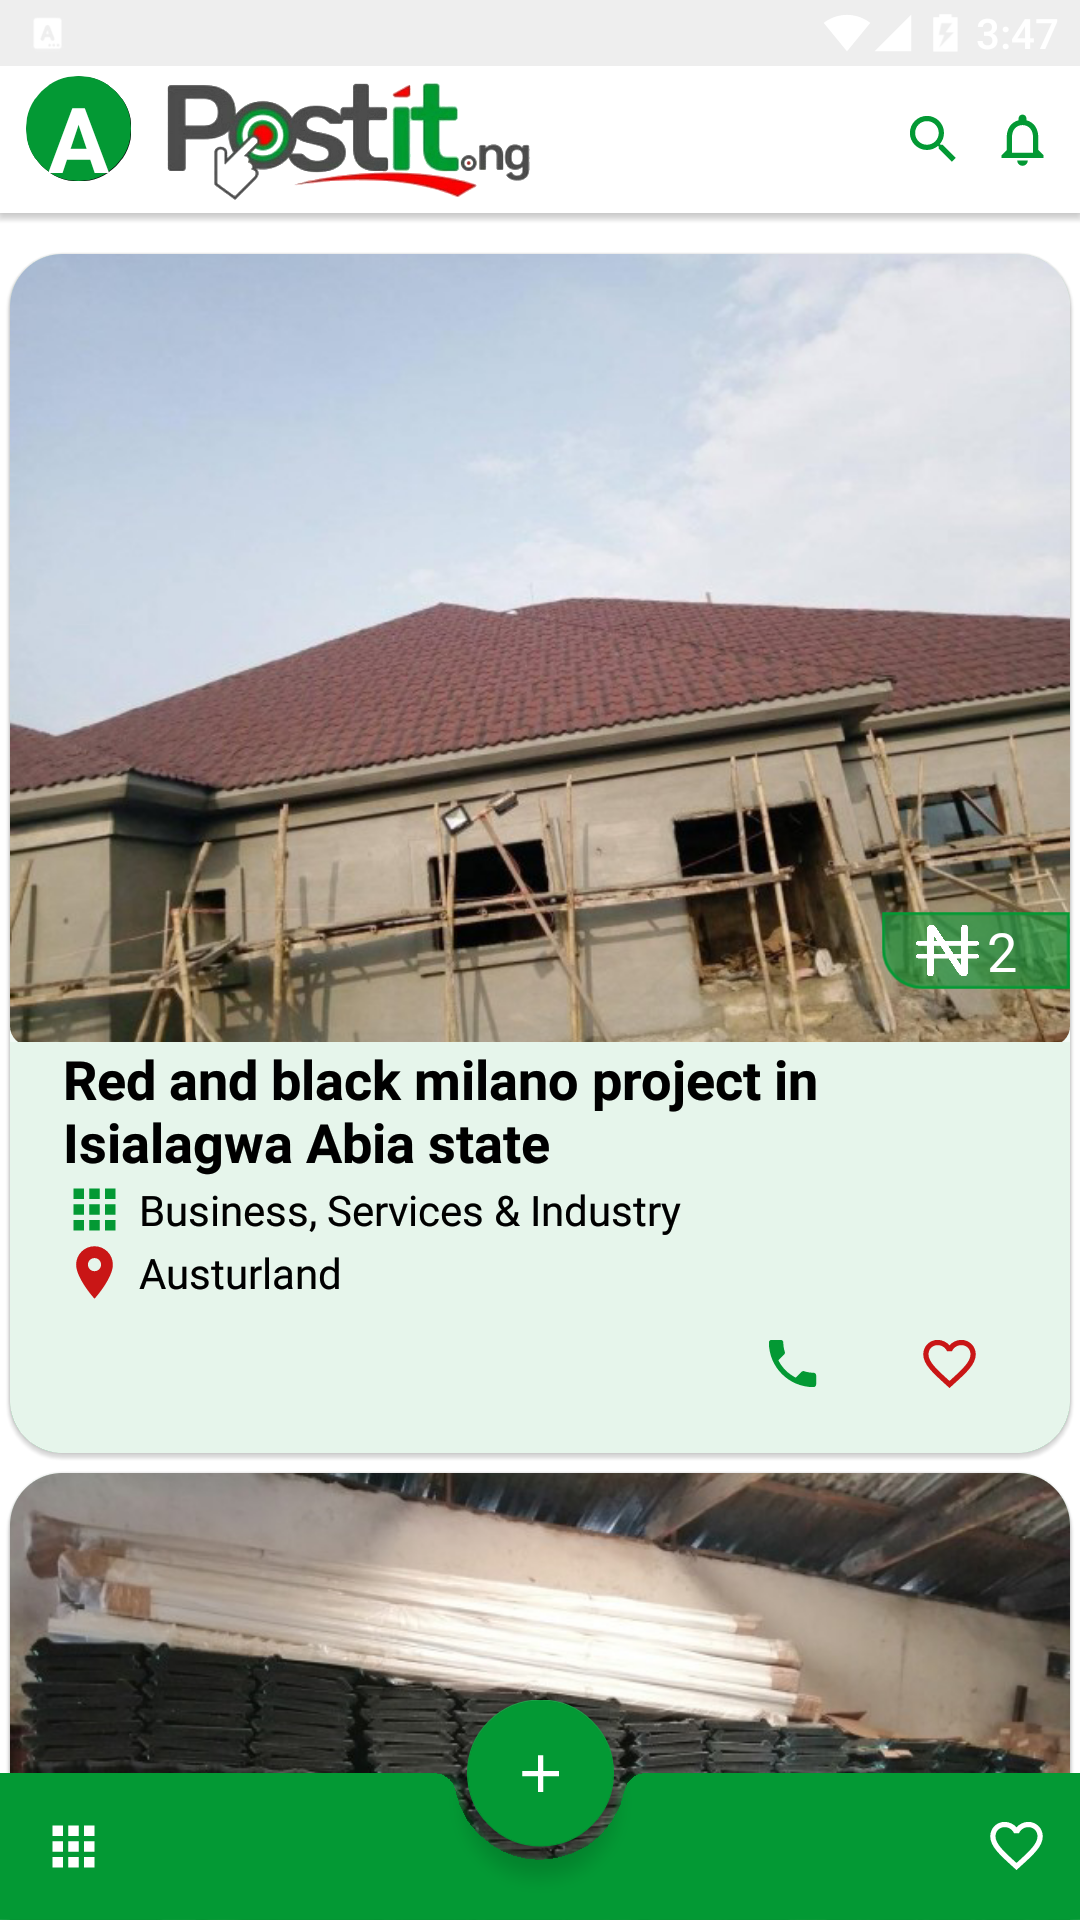 3:47
A
Postit.ng
₦2
Red and black milano project in
Isialagwa Abia state
Business, Services & Industry
Austurland